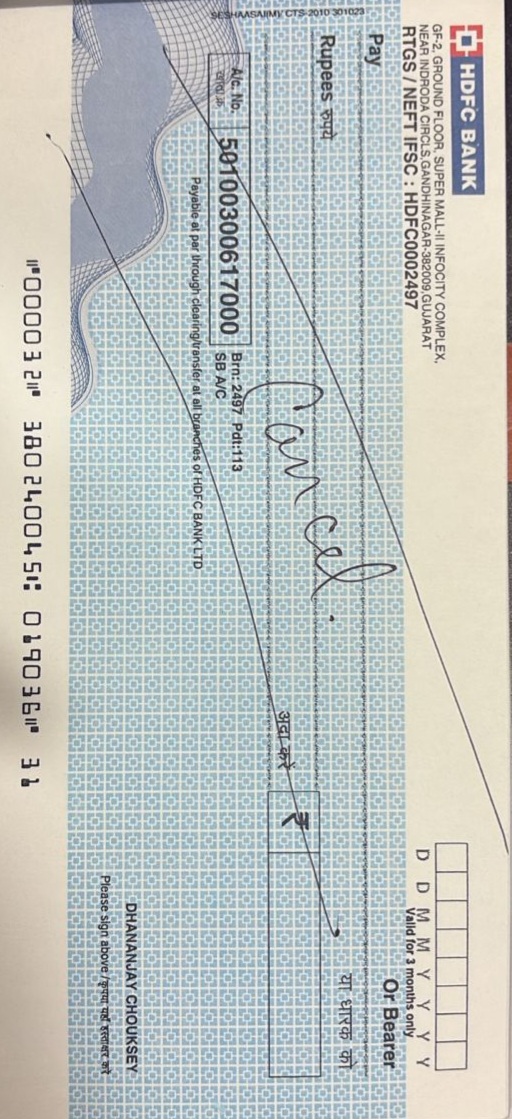 HDFC BANK
GF-2, GROUND FLOOR, SUPER MALL-II INFOCITY COMPLEX,
NEAR INDRODA CIRCLS,GANDHINAGAR-382009,GUJARAT
RTGS / NEFT IFSC : HDFC0002497
D D M M Y Y Y Y
Valid for 3 months only
Pay
Or Bearer
या धारक को
Rupees रुपये
Cancel.
अदा करे
₹
A/c. No.
खाता क्र.
50100300617000
Brn: 2497 Pdt:113
SB A/C
Payable at par through clearing/transfer at all branches of HDFC BANK LTD
DHANANJAY CHOUKSEY
Please sign above / कृपया यहाँ हस्ताक्षर करे
SESHAASAI(M)/ CTS-2010 301023
⑈000032⑈ 380240045⑆ 019036⑈ 31